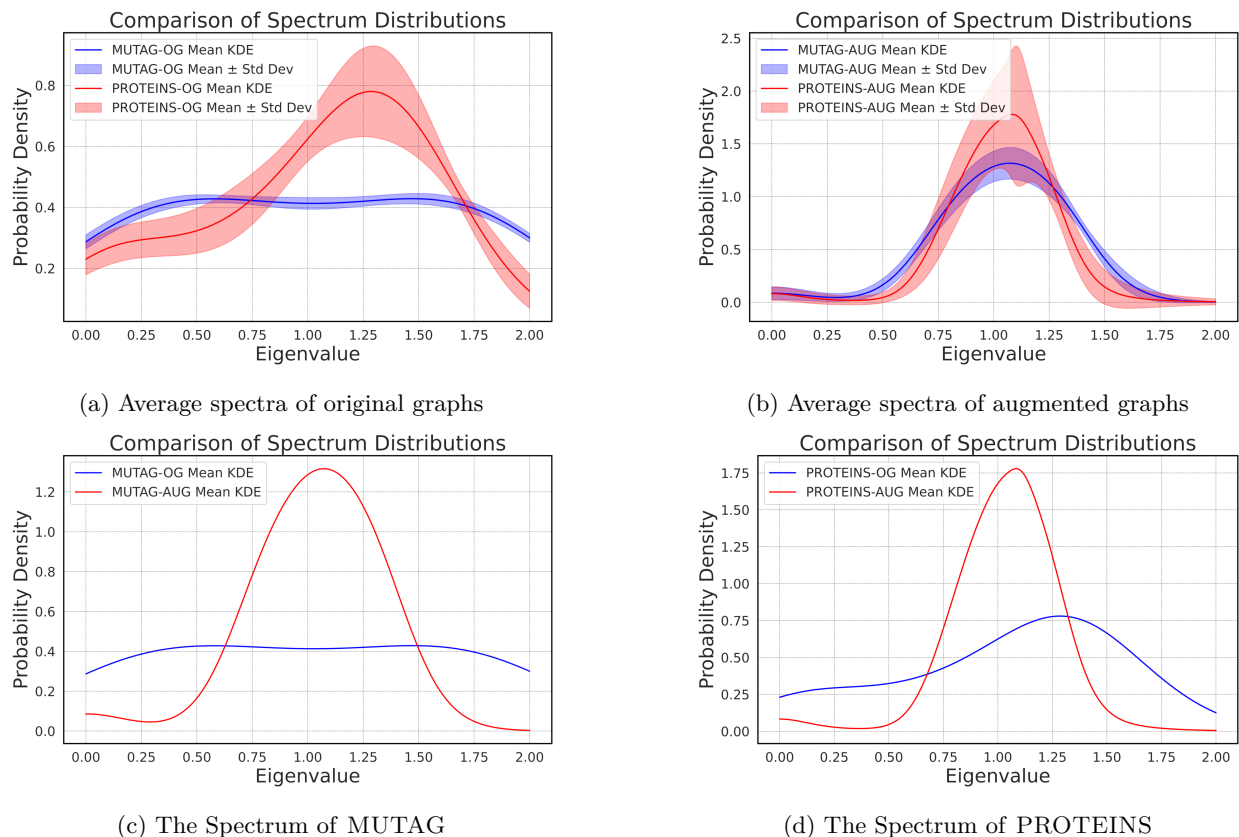 Comparison of Spectrum Distributions
MUTAG-OG Mean KDE
MUTAG-OG Mean ± Std Dev
PROTEINS-OG Mean KDE
PROTEINS-OG Mean ± Std Dev
Probability Density
0.8
0.6
0.4
0.2
0.00 0.25 0.50 0.75 1.00 1.25 1.50 1.75 2.00
Eigenvalue
(a) Average spectra of original graphs
Comparison of Spectrum Distributions
MUTAG-AUG Mean KDE
MUTAG-AUG Mean ± Std Dev
PROTEINS-AUG Mean KDE
PROTEINS-AUG Mean ± Std Dev
Probability Density
2.5
2.0
1.5
1.0
0.5
0.0
0.00 0.25 0.50 0.75 1.00 1.25 1.50 1.75 2.00
Eigenvalue
(b) Average spectra of augmented graphs
Comparison of Spectrum Distributions
MUTAG-OG Mean KDE
MUTAG-AUG Mean KDE
Probability Density
1.2
1.0
0.8
0.6
0.4
0.2
0.0
0.00 0.25 0.50 0.75 1.00 1.25 1.50 1.75 2.00
Eigenvalue
(c) The Spectrum of MUTAG
Comparison of Spectrum Distributions
PROTEINS-OG Mean KDE
PROTEINS-AUG Mean KDE
Probability Density
1.75
1.50
1.25
1.00
0.75
0.50
0.25
0.00
0.00 0.25 0.50 0.75 1.00 1.25 1.50 1.75 2.00
Eigenvalue
(d) The Spectrum of PROTEINS